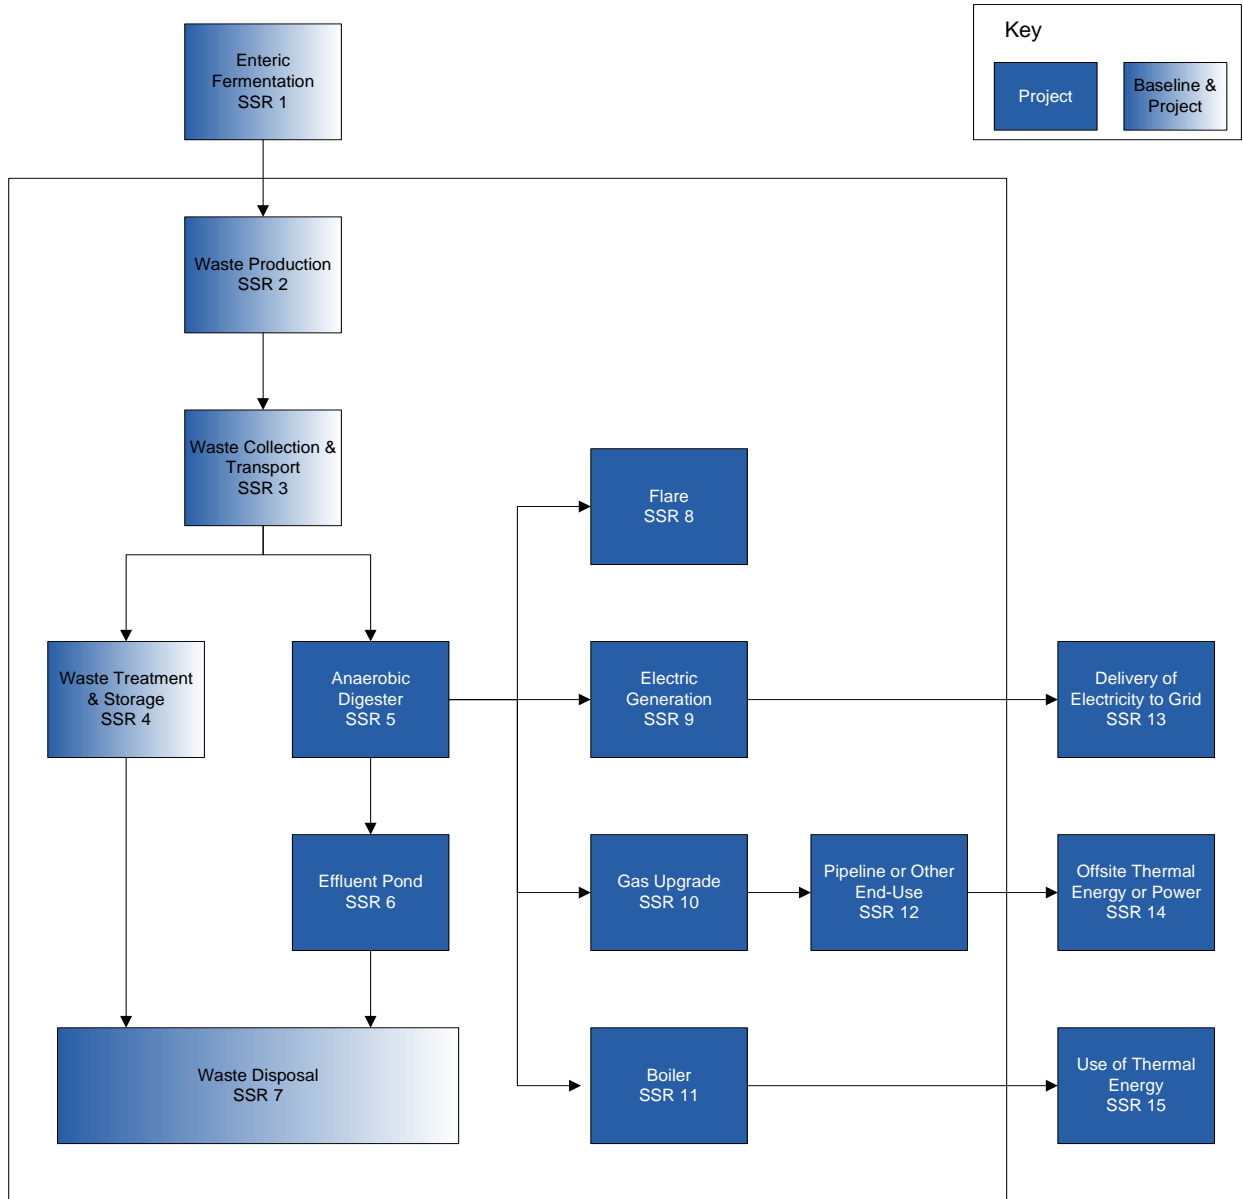 Key
Project
Baseline &
Project
Enteric
Fermentation
SSR 1
Waste Production
SSR 2
Waste Collection &
Transport
SSR 3
Flare
SSR 8
Waste Treatment
& Storage
SSR 4
Anaerobic
Digester
SSR 5
Electric
Generation
SSR 9
Delivery of
Electricity to Grid
SSR 13
Effluent Pond
SSR 6
Gas Upgrade
SSR 10
Pipeline or Other
End-Use
SSR 12
Offsite Thermal
Energy or Power
SSR 14
Waste Disposal
SSR 7
Boiler
SSR 11
Use of Thermal
Energy
SSR 15